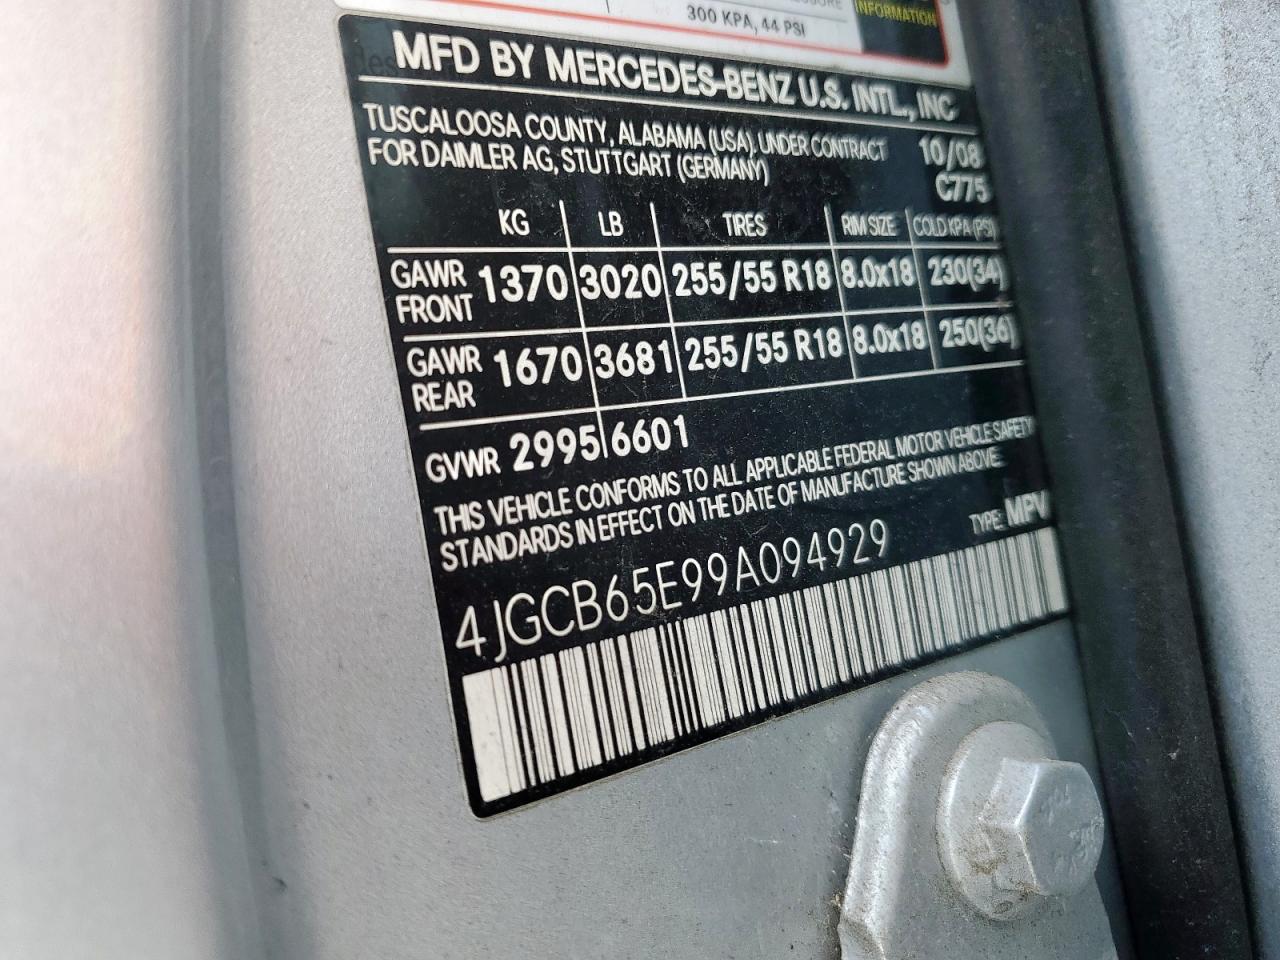 300 KPA, 44 PSI
INFORMATION
MFD BY MERCEDES-BENZ U.S. INTL., INC
TUSCALOOSA COUNTY, ALABAMA (USA), UNDER CONTRACT
FOR DAIMLER AG, STUTTGART (GERMANY)
10/08
C775
KG LB TIRES RIM SIZE COLD KPA (PSI)
GAWR FRONT 1370 3020 255/55 R18 8.0x18 230(34)
GAWR REAR 1670 3681 255/55 R18 8.0x18 250(36)
GVWR 2995 6601
THIS VEHICLE CONFORMS TO ALL APPLICABLE FEDERAL MOTOR VEHICLE SAFETY
STANDARDS IN EFFECT ON THE DATE OF MANUFACTURE SHOWN ABOVE.
4JGCB65E99A094929 TYPE: MPV